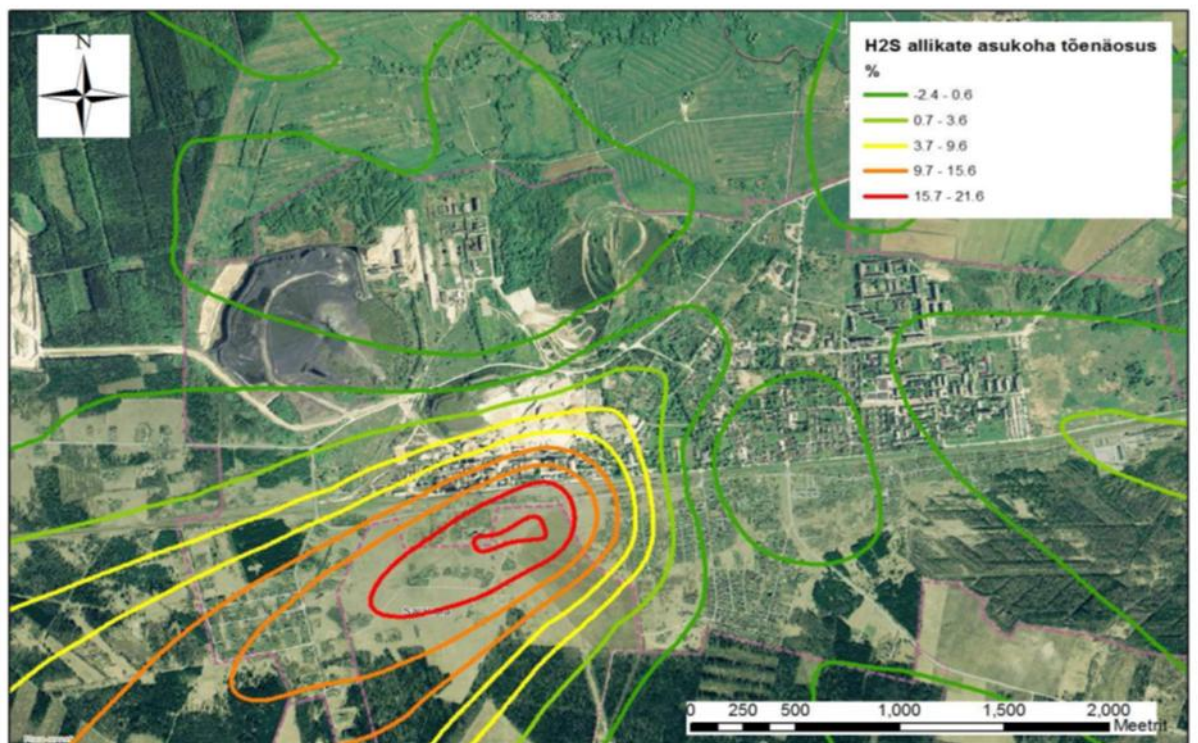 N
H2S allikate asukoha tõenäosus
%
-2.4 - 0.6
0.7 - 3.6
3.7 - 9.6
9.7 - 15.6
15.7 - 21.6
0 250 500 1,000 1,500 2,000
Meetrit